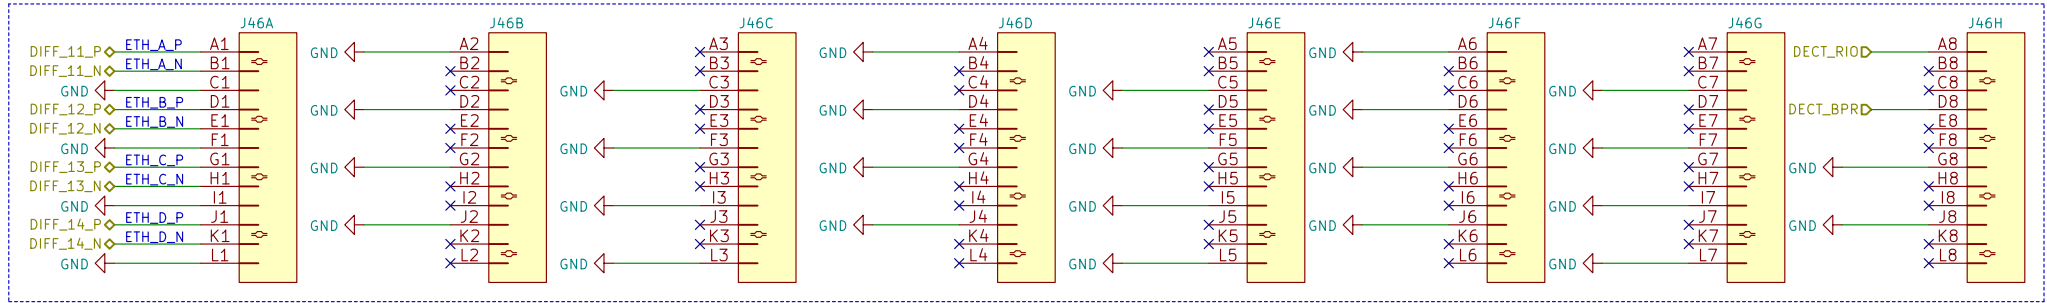 J46A J46B J46C J46D J46E J46F J46G J46H
DIFF_11_P ETH_A_P A1 GND A2 A3 GND A4 A5 GND A6 A7 DECT_RIO A8
DIFF_11_N ETH_A_N B1 B2 B3 B4 B5 B6 B7 B8
GND C1 C2 GND C3 C4 GND C5 C6 GND C7 C8
DIFF_12_P ETH_B_P D1 GND D2 D3 GND D4 D5 GND D6 D7 DECT_BPR D8
DIFF_12_N ETH_B_N E1 E2 E3 E4 E5 E6 E7 E8
GND F1 F2 GND F3 F4 GND F5 F6 GND F7 F8
DIFF_13_P ETH_C_P G1 GND G2 G3 GND G4 G5 GND G6 G7 GND G8
DIFF_13_N ETH_C_N H1 H2 H3 H4 H5 H6 H7 H8
GND I1 I2 GND I3 I4 GND I5 I6 GND I7 I8
DIFF_14_P ETH_D_P J1 GND J2 J3 GND J4 J5 GND J6 J7 GND J8
DIFF_14_N ETH_D_N K1 K2 K3 K4 K5 K6 K7 K8
GND L1 L2 GND L3 L4 GND L5 L6 GND L7 L8